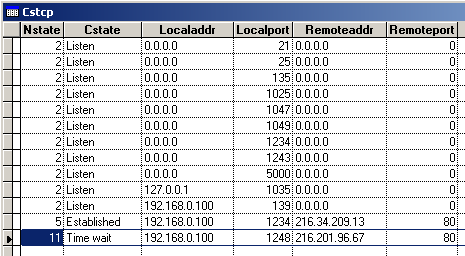 Cstcp
Nstate Cstate Localaddr Localport Remoteaddr Remoteport
2 Listen 0.0.0.0 21 0.0.0.0 0
2 Listen 0.0.0.0 25 0.0.0.0 0
2 Listen 0.0.0.0 135 0.0.0.0 0
2 Listen 0.0.0.0 1025 0.0.0.0 0
2 Listen 0.0.0.0 1047 0.0.0.0 0
2 Listen 0.0.0.0 1049 0.0.0.0 0
2 Listen 0.0.0.0 1234 0.0.0.0 0
2 Listen 0.0.0.0 1243 0.0.0.0 0
2 Listen 0.0.0.0 5000 0.0.0.0 0
2 Listen 127.0.0.1 1035 0.0.0.0 0
2 Listen 192.168.0.100 139 0.0.0.0 0
5 Established 192.168.0.100 1234 216.34.209.13 80
11 Time wait 192.168.0.100 1248 216.201.96.67 80